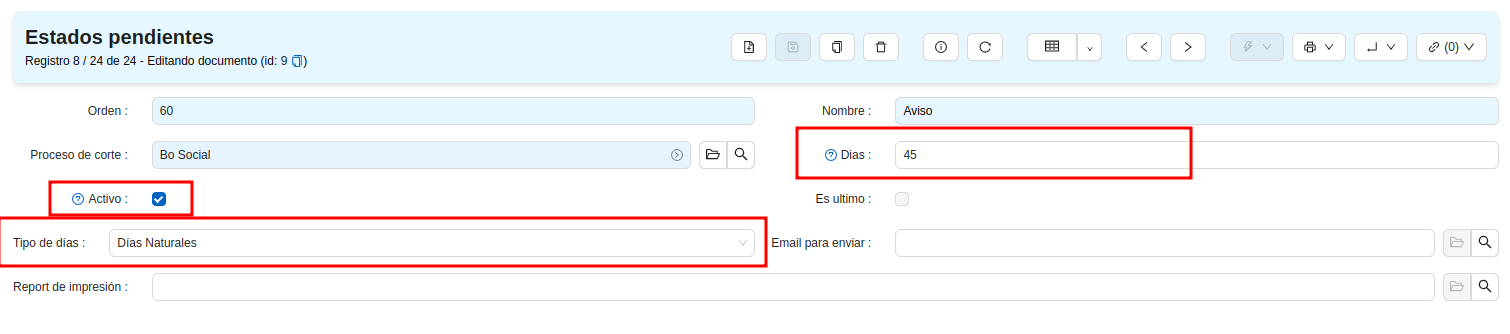 Estados pendientes
Registro 8 / 24 de 24 - Editando documento (id: 9 )
(0)
Orden : 60
Nombre : Aviso
Proceso de corte : Bo Social
Dias : 45
Activo :
Es ultimo :
Tipo de días : Días Naturales
Email para enviar :
Report de impresión :